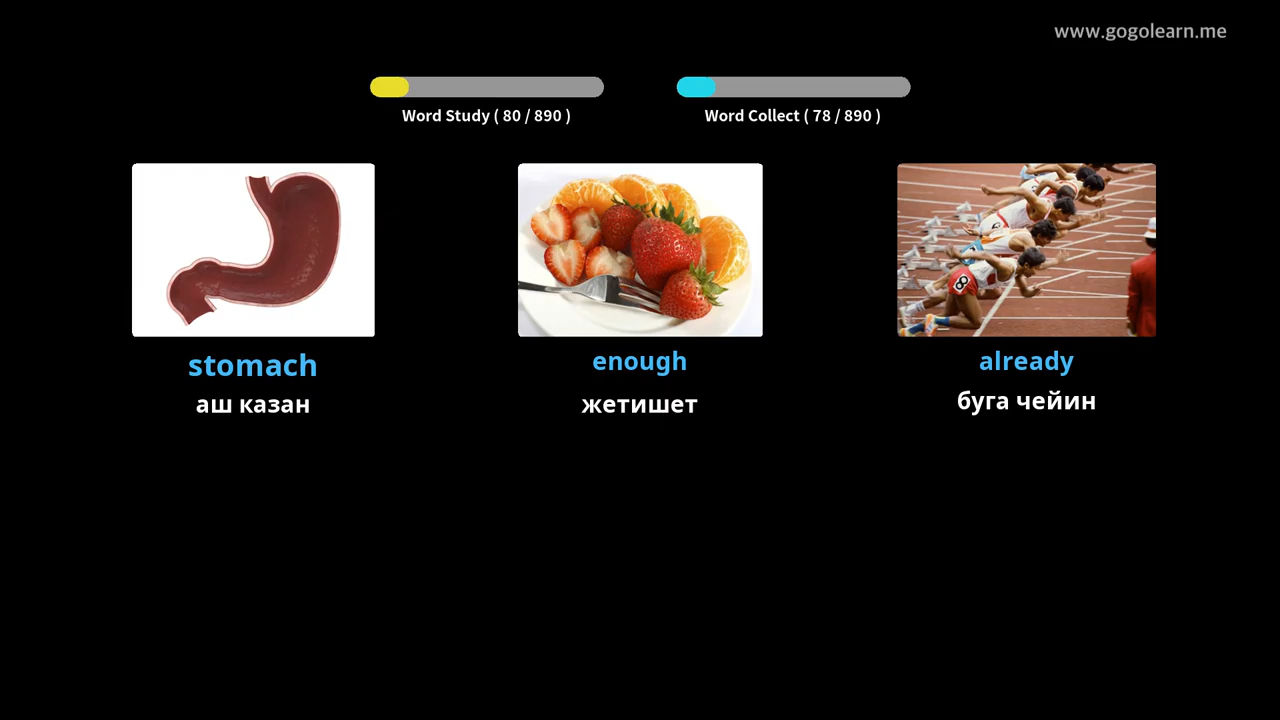 www.gogolearn.me
Word Study ( 80 / 890 )
Word Collect ( 78 / 890 )
stomach
enough
already
аш казан
жетишет
буга чейин
8